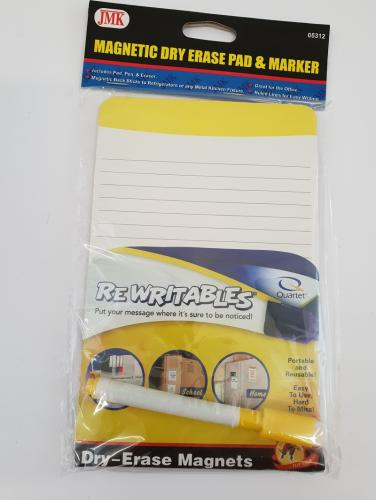 JMK
05312
MAGNETIC DRY ERASE PAD & MARKER
• Includes Pad, Pen, & Eraser.
• Magnetic Back Sticks to Refrigerators or any Metal Kitchen Fixture.
• Great for the Office.
• Ruled Lines for Easy Writing.
REWRITABLES
Put your message where it's sure to be noticed!
Quartet
School
Home
Portable
and
Reusable!
Easy
To Use,
Hard
To Miss!
Dry-Erase Magnets